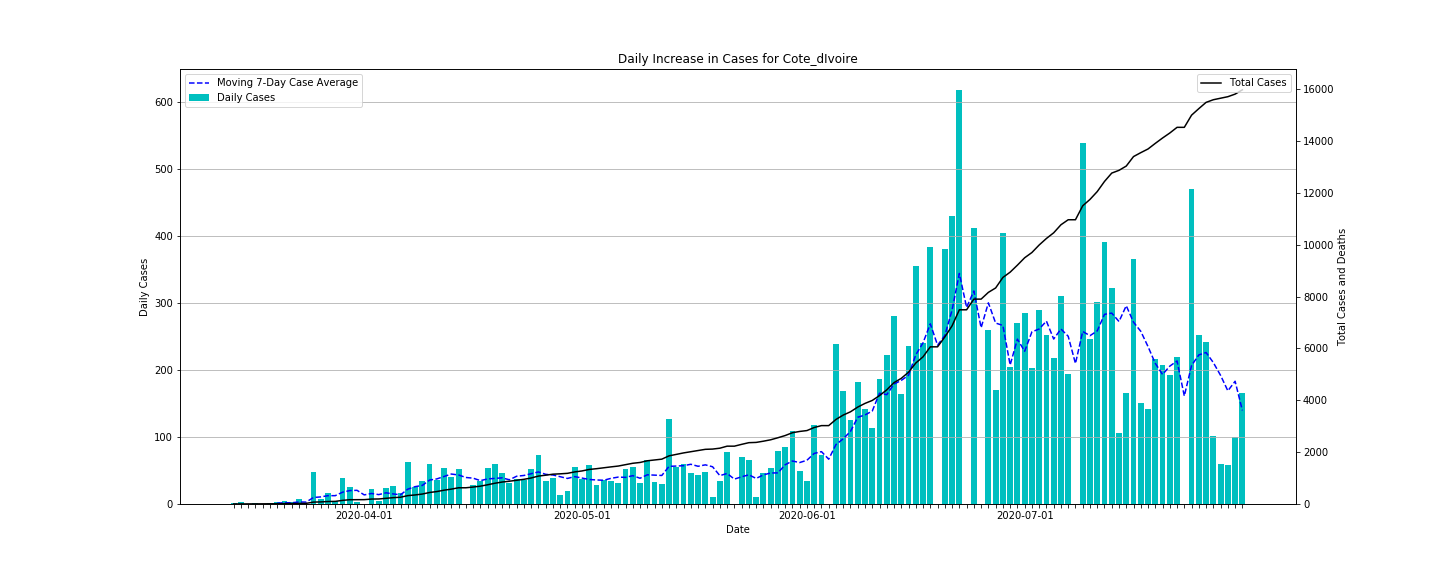 Daily Increase in Cases for Cote_dIvoire
Moving 7-Day Case Average
Daily Cases
Total Cases
600
500
400
300
200
100
0
Daily Cases
16000
14000
12000
10000
8000
6000
4000
2000
0
Total Cases and Deaths
2020-04-01
2020-05-01
2020-06-01
2020-07-01
Date